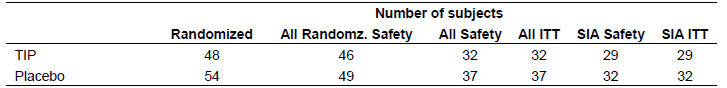 Number of subjects
Randomized All Randomz. Safety All Safety All ITT SIA Safety SIA ITT
TIP 48 46 32 32 29 29
Placebo 54 49 37 37 32 32